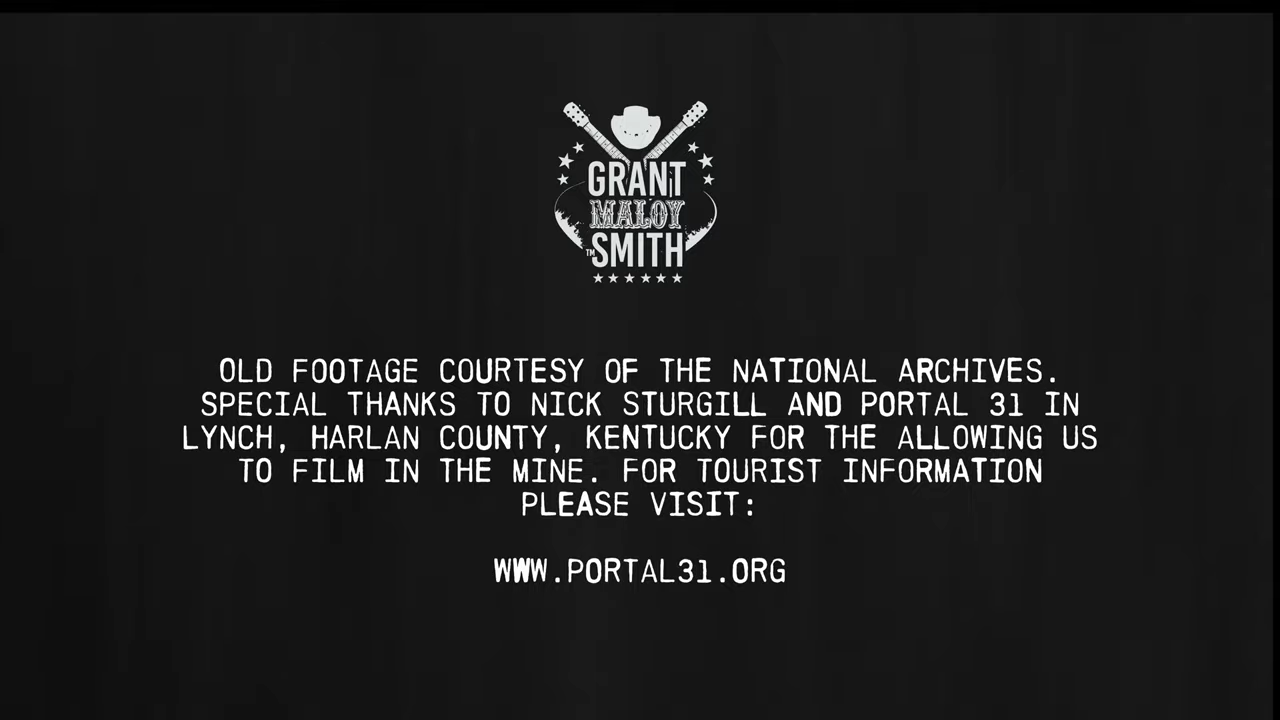 GRANT
MALOY
SMITH
TM
OLD FOOTAGE COURTESY OF THE NATIONAL ARCHIVES.
SPECIAL THANKS TO NICK STURGILL AND PORTAL 31 IN
LYNCH, HARLAN COUNTY, KENTUCKY FOR THE ALLOWING US
TO FILM IN THE MINE. FOR TOURIST INFORMATION
PLEASE VISIT:
WWW.PORTAL31.ORG